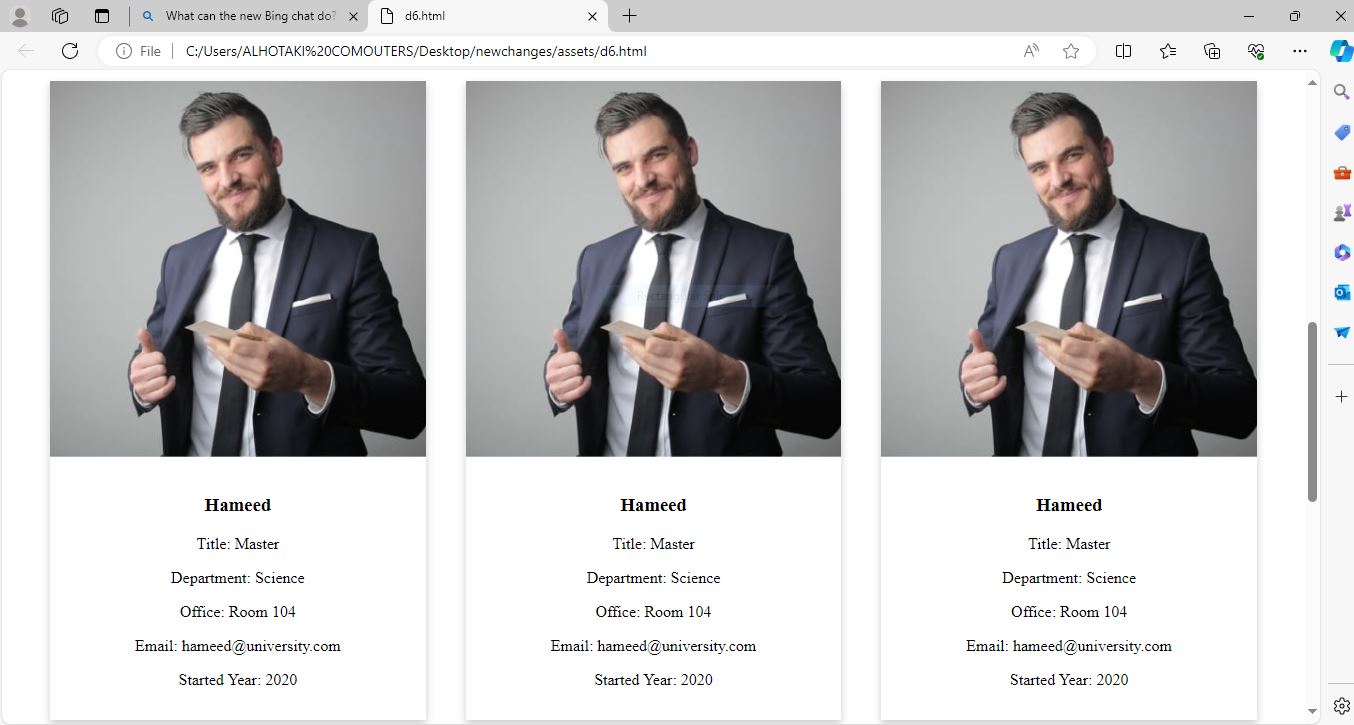 What can the new Bing chat do?
d6.html
File
C:/Users/ALHOTAKI%20COMOUTERS/Desktop/newchanges/assets/d6.html
Hameed
Title: Master
Department: Science
Office: Room 104
Email: hameed@university.com
Started Year: 2020
Hameed
Title: Master
Department: Science
Office: Room 104
Email: hameed@university.com
Started Year: 2020
Hameed
Title: Master
Department: Science
Office: Room 104
Email: hameed@university.com
Started Year: 2020